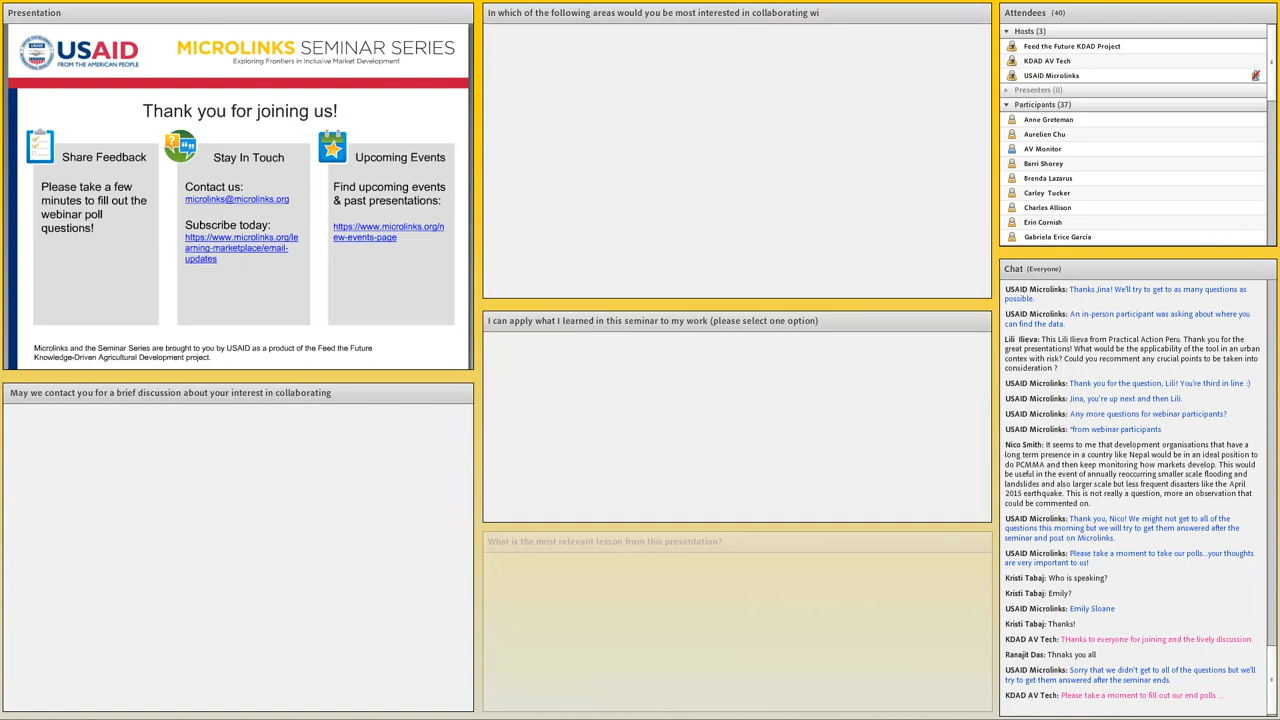 Presentation
USAID
FROM THE AMERICAN PEOPLE
MICROLINKS SEMINAR SERIES
Exploring Frontiers in Inclusive Market Development
Thank you for joining us!
Share Feedback
Please take a few
minutes to fill out the
webinar poll
questions!
Stay In Touch
Contact us:
microlinks@microlinks.org
Subscribe today:
https://www.microlinks.org/le
arning-marketplace/email-
updates
Upcoming Events
Find upcoming events
& past presentations:
https://www.microlinks.org/n
ew-events-page
Microlinks and the Seminar Series are brought to you by USAID as a product of the Feed the Future
Knowledge-Driven Agricultural Development project.
May we contact you for a brief discussion about your interest in collaborating
In which of the following areas would you be most interested in collaborating wi
I can apply what I learned in this seminar to my work (please select one option)
What is the most relevant lesson from this presentation?
Attendees (40)
Hosts (3)
Feed the Future KDAD Project
KDAD AV Tech
USAID Microlinks
Presenters (0)
Participants (37)
Anne Greteman
Aurelien Chu
AV Monitor
Barri Shorey
Brenda Lazarus
Carley Tucker
Charles Allison
Erin Cornish
Gabriela Erice Garcia
Chat (Everyone)
USAID Microlinks: Thanks Jina! We'll try to get to as many questions as
possible.
USAID Microlinks: An in-person participant was asking about where you
can find the data.
Lili Ilieva: This Lili Ilieva from Practical Action Peru. Thank you for the
great presentations! What would be the applicability of the tool in an urban
contex with risk? Could you recommend any crucial points to be taken into
consideration ?
USAID Microlinks: Thank you for the question, Lili! You're third in line :)
USAID Microlinks: Jina, you're up next and then Lili.
USAID Microlinks: Any more questions for webinar participants?
USAID Microlinks: *from webinar participants
Nico Smith: It seems to me that development organisations that have a
long term presence in a country like Nepal would be in an ideal position to
do PCMMA and then keep monitoring how markets develop. This would
be useful in the event of annually reoccurring smaller scale flooding and
landslides and also larger scale but less frequent disasters like the April
2015 earthquake. This is not really a question, more an observation that
could be commented on.
USAID Microlinks: Thank you, Nico! We might not get to all of the
questions this morning but we will try to get them answered after the
seminar and post on Microlinks.
USAID Microlinks: Please take a moment to take our polls...your thoughts
are very important to us!
Kristi Tabaj: Who is speaking?
Kristi Tabaj: Emily?
USAID Microlinks: Emily Sloane
Kristi Tabaj: Thanks!
KDAD AV Tech: THanks to everyone for joining and the lively discussion.
Ranajit Das: Thnaks you all
USAID Microlinks: Sorry that we didn't get to all of the questions but we'll
try to get them answered after the seminar ends.
KDAD AV Tech: Please take a moment to fill out our end polls ...